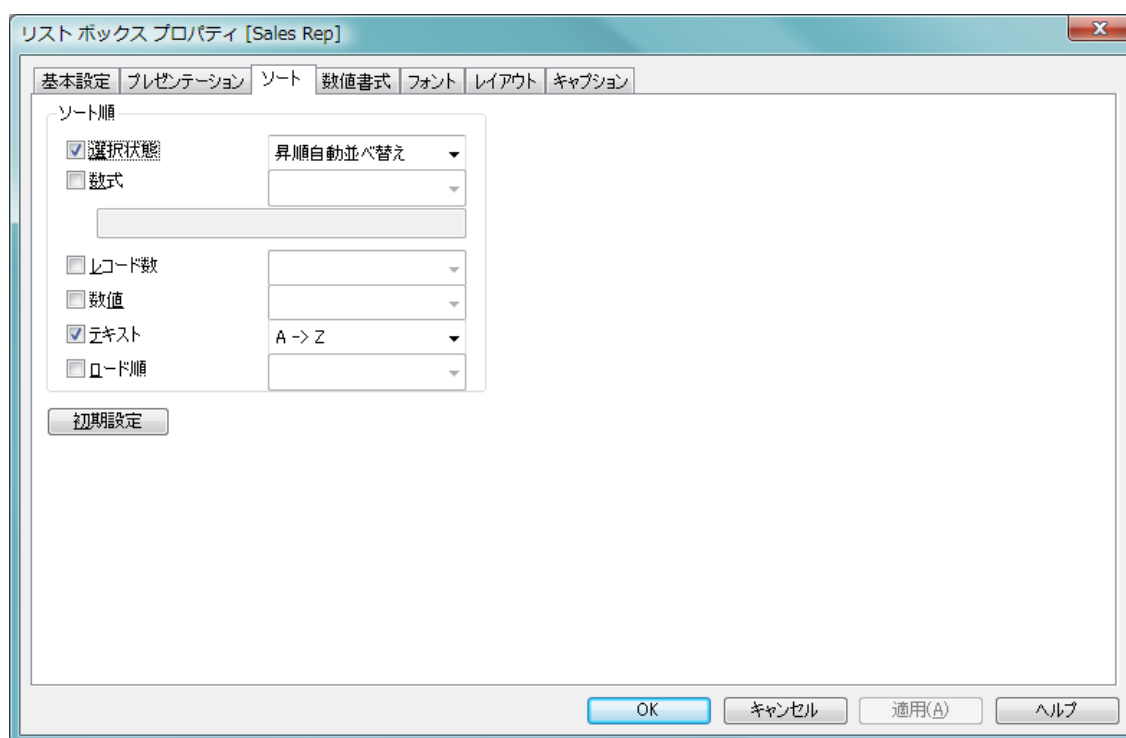 リスト ボックス プロパティ [Sales Rep]
X
基本設定 プレゼンテーション ソート 数値書式 フォント レイアウト キャプション
ソート順
選択状態 昇順自動並べ替え
数式
レコード数
数値
テキスト A -> Z
ロード順
初期設定
OK キャンセル 適用(A) ヘルプ